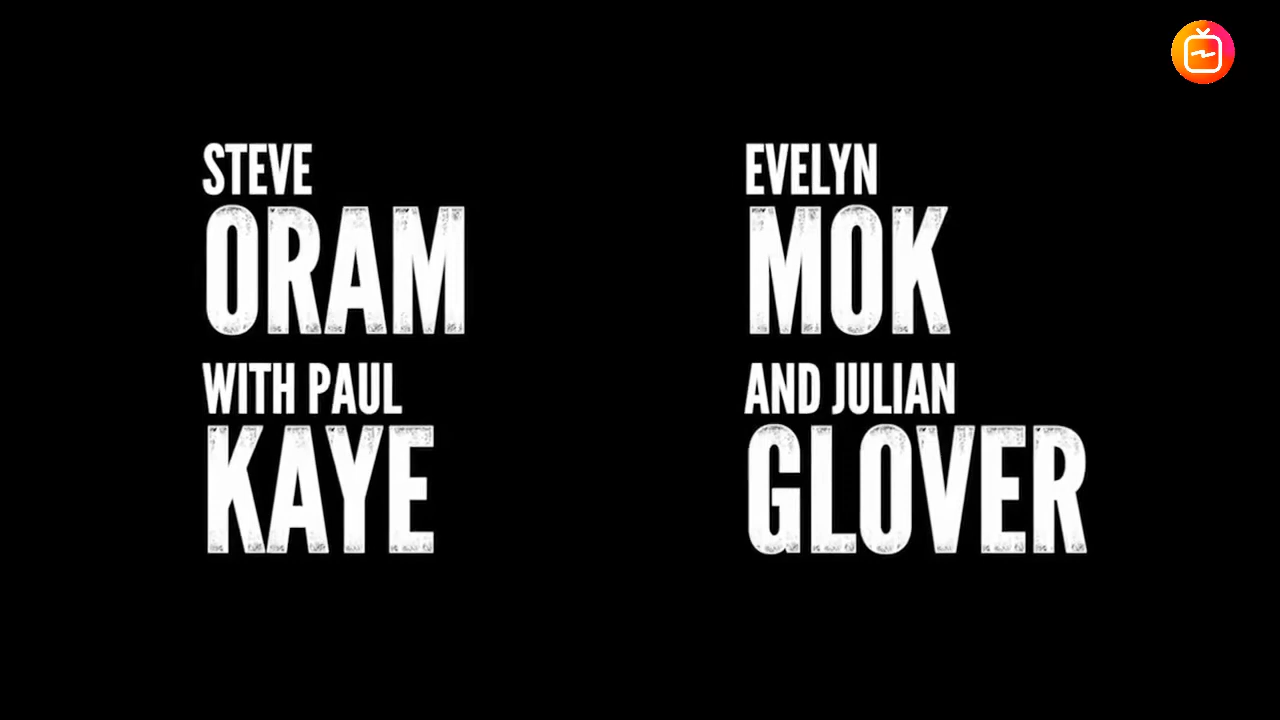 STEVE
ORAM
WITH PAUL
KAYE
EVELYN
MOK
AND JULIAN
GLOVER